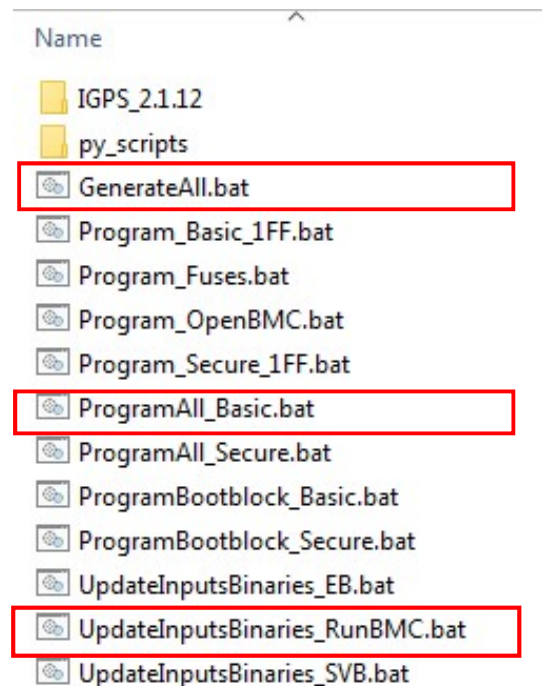 Name
IGPS_2.1.12
py_scripts
GenerateAll.bat
Program_Basic_1FF.bat
Program_Fuses.bat
Program_OpenBMC.bat
Program_Secure_1FF.bat
ProgramAll_Basic.bat
ProgramAll_Secure.bat
ProgramBootblock_Basic.bat
ProgramBootblock_Secure.bat
UpdateInputsBinaries_EB.bat
UpdateInputsBinaries_RunBMC.bat
UpdateInputsBinaries_SVB.bat